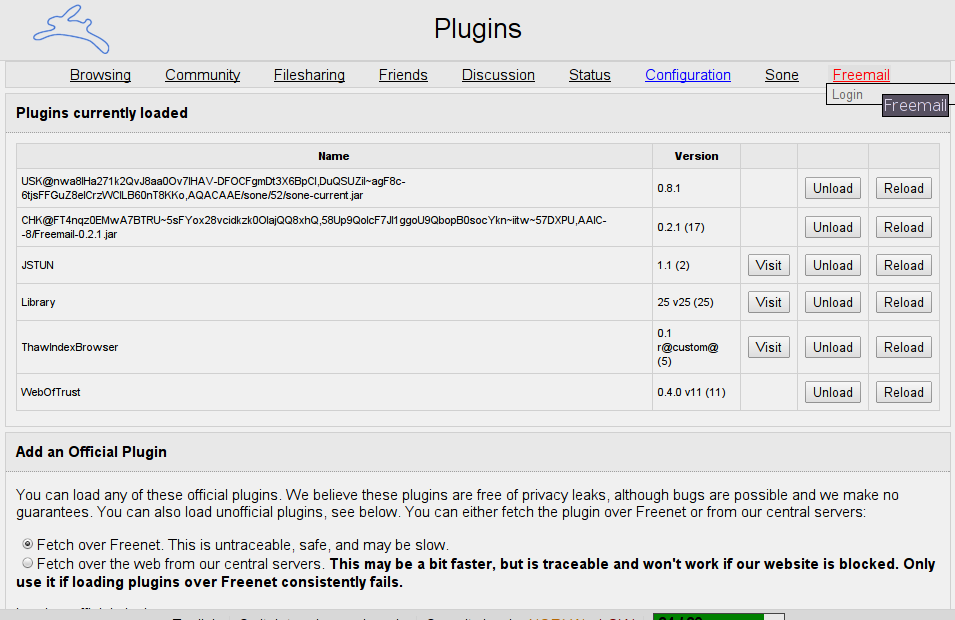 Plugins
Browsing Community Filesharing Friends Discussion Status Configuration Sone Freemail
Login
Freemail
Plugins currently loaded
Name Version
USK@nwa8lHa271k2QvJ8aa0Ov7IHAV-DFOCFgmDt3X6BpCI,DuQSUZiI~agF8c-
0.8.1 Unload Reload
6tjsFFGuZ8eICrzWCILB60nT8KKo,AQACAAE/sone/52/sone-current.jar
CHK@FT4nqz0EMwA7BTRU~5sFYox28vcidkzk0OlajQQ8xhQ,58Up9QolcF7Jl1ggoU9QbopB0socYkn~iitw~57DXPU,AAIC-
0.2.1 (17) Unload Reload
-8/Freemail-0.2.1.jar
JSTUN 1.1 (2) Visit Unload Reload
Library 25 v25 (25) Visit Unload Reload
0.1
ThawIndexBrowser r@custom@ Visit Unload Reload
(5)
WebOfTrust 0.4.0 v11 (11) Unload Reload
Add an Official Plugin
You can load any of these official plugins. We believe these plugins are free of privacy leaks, although bugs are possible and we make no
guarantees. You can also load unofficial plugins, see below. You can either fetch the plugin over Freenet or from our central servers:
Fetch over Freenet. This is untraceable, safe, and may be slow.
Fetch over the web from our central servers. This may be a bit faster, but is traceable and won't work if our website is blocked. Only
use it if loading plugins over Freenet consistently fails.